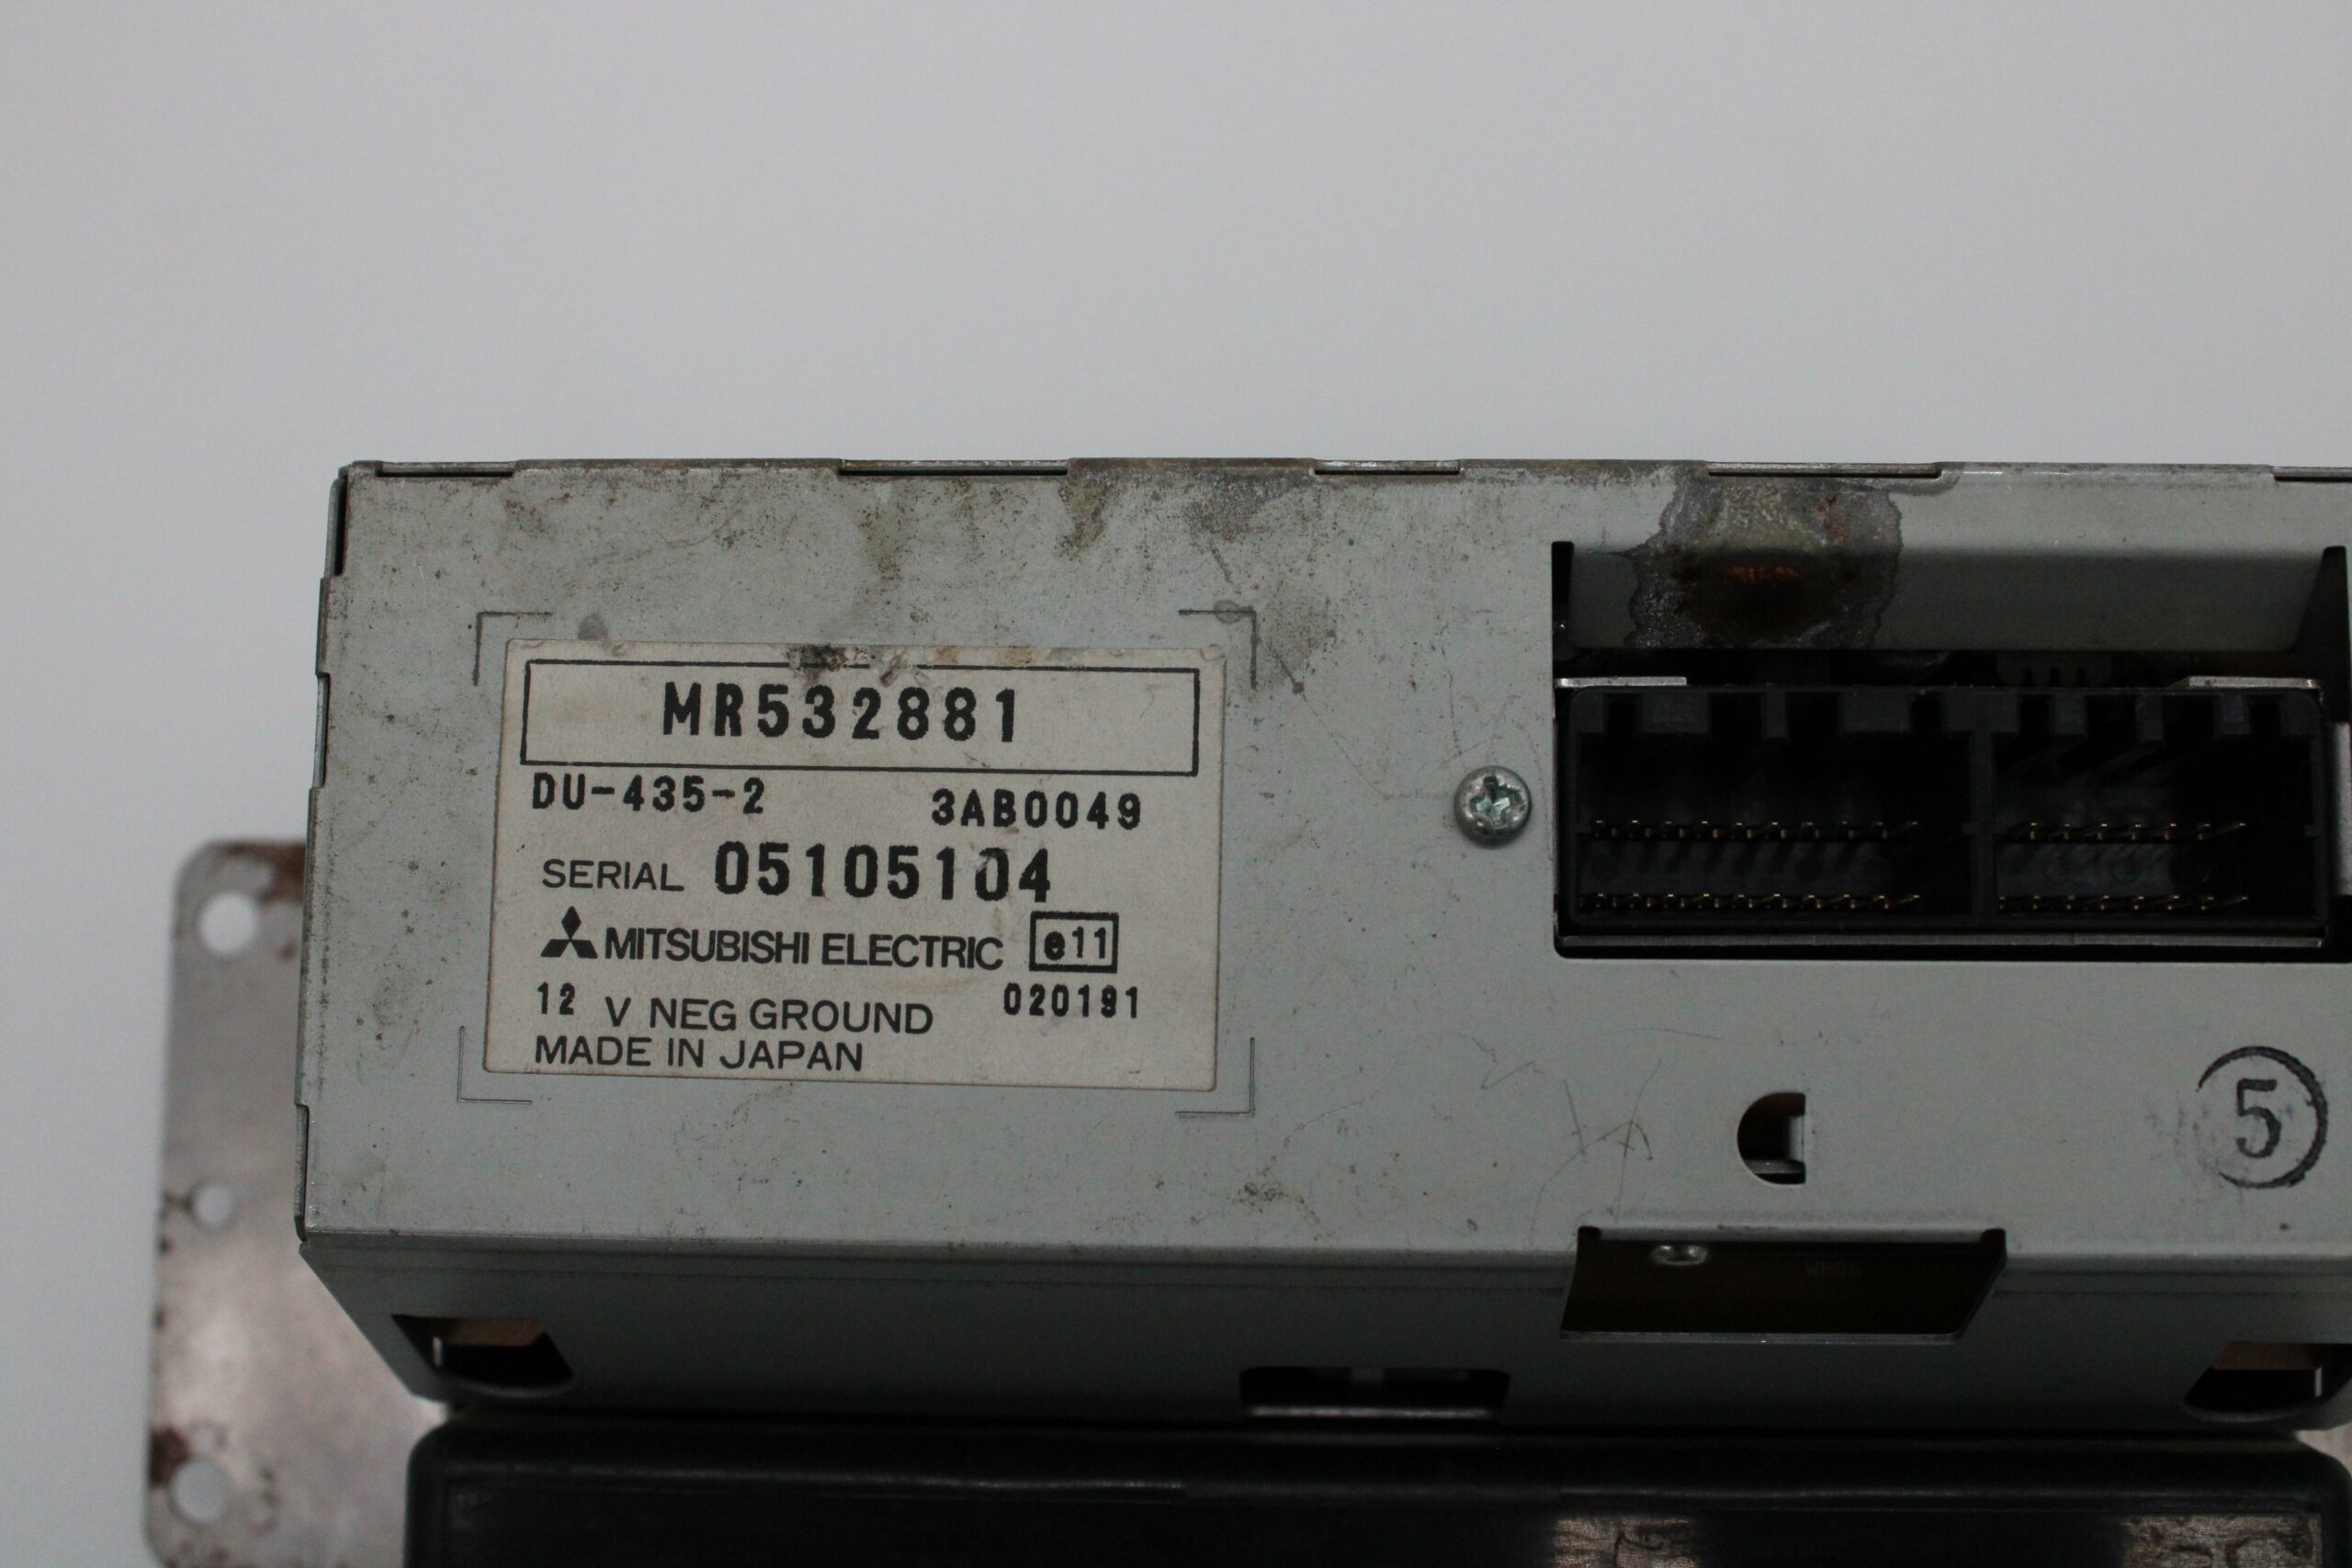 MR532881
DU-435-2 3AB0049
SERIAL 05105104
MITSUBISHI ELECTRIC e11
12 V NEG GROUND 020191
MADE IN JAPAN
5